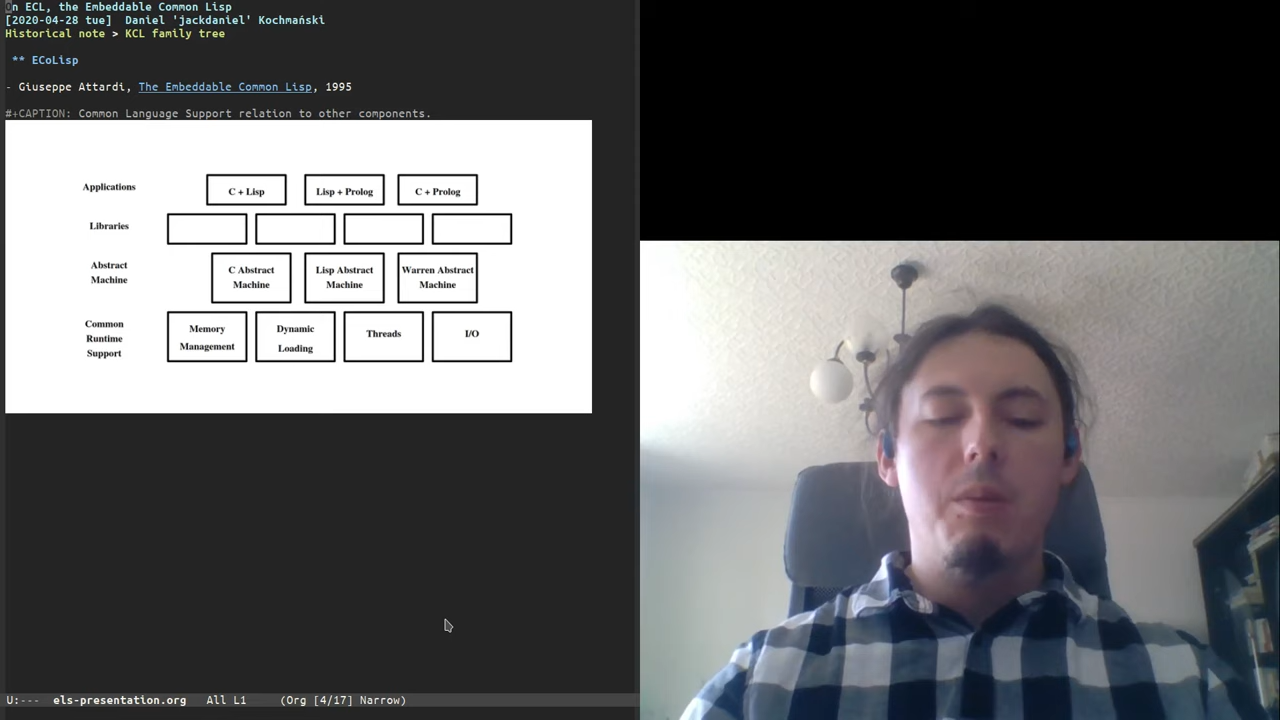 On ECL, the Embeddable Common Lisp
[2020-04-28 tue]  Daniel 'jackdaniel' Kochmański
Historical note > KCL family tree
** ECoLisp
- Giuseppe Attardi, The Embeddable Common Lisp, 1995
#+CAPTION: Common Language Support relation to other components.
Applications
C + Lisp
Lisp + Prolog
C + Prolog
Libraries
Abstract
Machine
C Abstract
Machine
Lisp Abstract
Machine
Warren Abstract
Machine
Common
Runtime
Support
Memory
Management
Dynamic
Loading
Threads
I/O
U:---  els-presentation.org   All L1    (Org [4/17] Narrow)